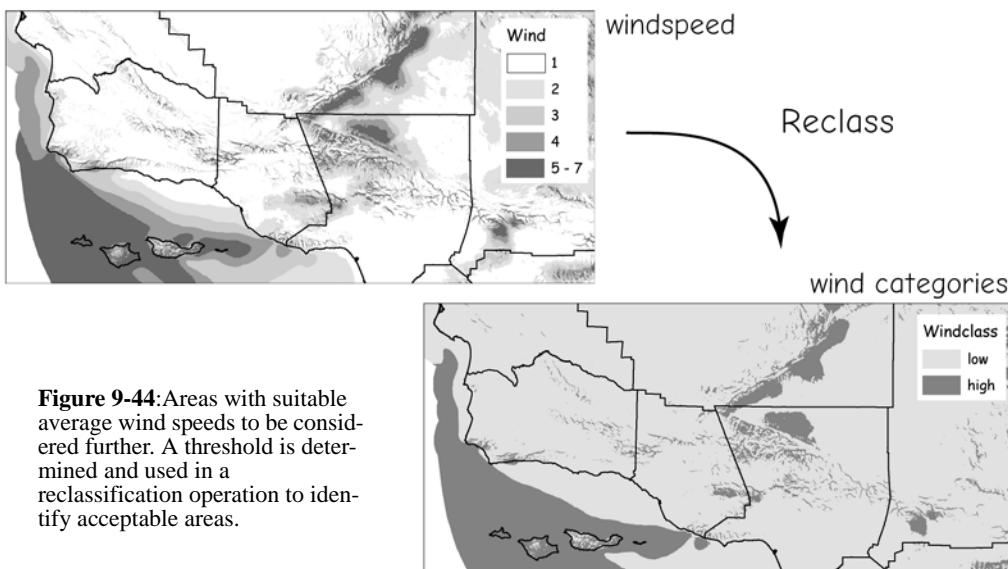 windspeed
Wind
1
2
3
4
5 - 7
Reclass
wind categories
Windclass
low
high
Figure 9-44:Areas with suitable
average wind speeds to be consid-
ered further. A threshold is deter-
mined and used in a
reclassification operation to iden-
tify acceptable areas.